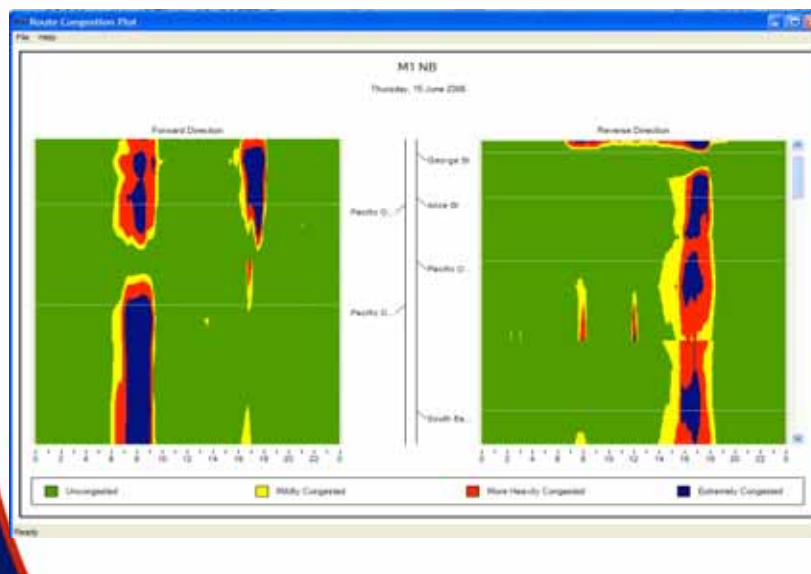 Route Congestion Plot
File Help
M1 NB
Thursday, 15 June 2006
Forward Direction
Reverse Direction
George St
Pacific
Alice St
Pacific
Pacific
South Ea...
0 2 4 6 8 10 12 14 16 18 20 22 0
0 2 4 6 8 10 12 14 16 18 20 22 0
Uncongested
Mildly Congested
More Heavily Congested
Extremely Congested
Ready